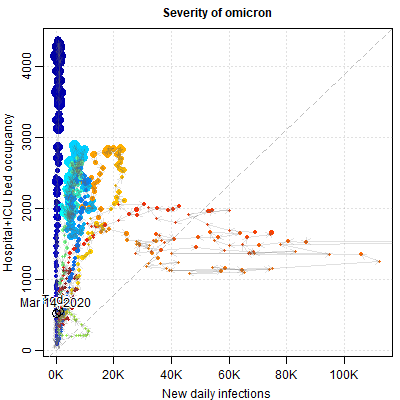 Severity of omicron
Hospital+ICU bed occupancy
4000
3000
2000
1000
0
Mar 14 2020
0K
20K
40K
60K
80K
100K
New daily infections